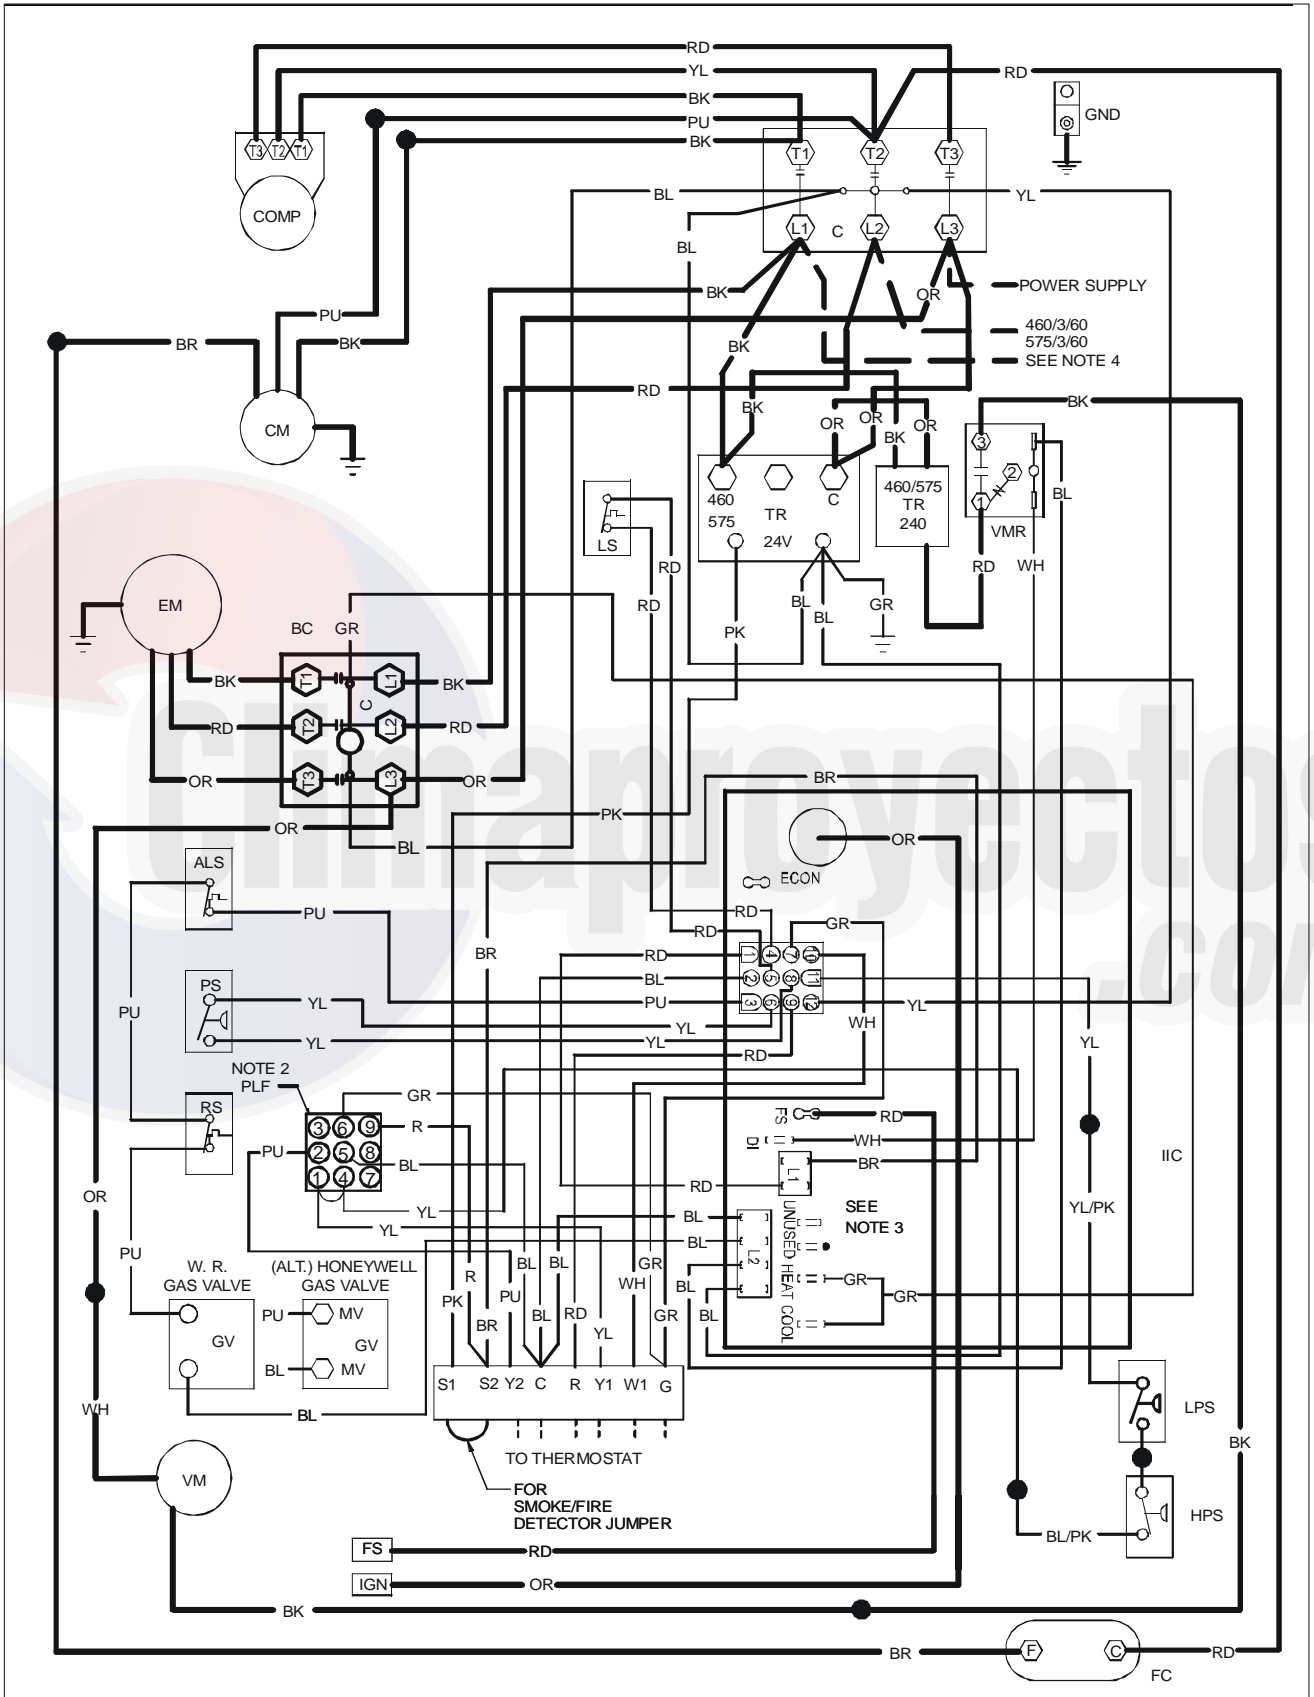 RD
YL
RD
BK
PU
BK
GND
T3 T2 T1
T1 T2 T3
COMP
BL
YL
L1 C L2 L3
BL
BK
OR
POWER SUPPLY
PU
460/3/60
BR
BK
BK
575/3/60
SEE NOTE 4
RD
BK
OR
OR
OR
BK
BK
CM
3
2
1
460
575
C
TR
24V
460/575
TR
240
VMR
BL
LS
RD
RD
WH
RD
EM
BC
GR
BL
BL
GR
PK
BK
T1
L1
BK
C
RD
T2
L2
RD
OR
T3
L3
OR
BR
PK
OR
BL
OR
ALS
ECON
PU
RD
GR
RD
BR
RD
1 4 7 10
BL
2 5 8 11
PU
3 6 9 12
YL
PS
YL
PU
YL
YL
WH
YL
YL
RD
NOTE 2
PLF
GR
RS
3 6 9
R
FS
RD
PU
2 5 8
BL
DI
WH
1 4 7
L1
BR
IIC
RD
OR
YL
YL
BL
SEE
NOTE 3
YL/PK
UNUSED HEAT COOL
PU
BL
L2
W. R.
GAS VALVE
(ALT.) HONEYWELL
GAS VALVE
R
BL
BL
GR
WH
BL
GR
GR
PK
PU
BR
BL
RD
YL
GR
BL
GV
PU
MV
GV
BL
MV
S1 S2 Y2 C R Y1 W1 G
WH
BL
LPS
BK
TO THERMOSTAT
VM
FOR
SMOKE/FIRE
DETECTOR JUMPER
HPS
BL/PK
FS
RD
IGN
OR
BK
BR
F
C
RD
FC
Climaproyectos
.com